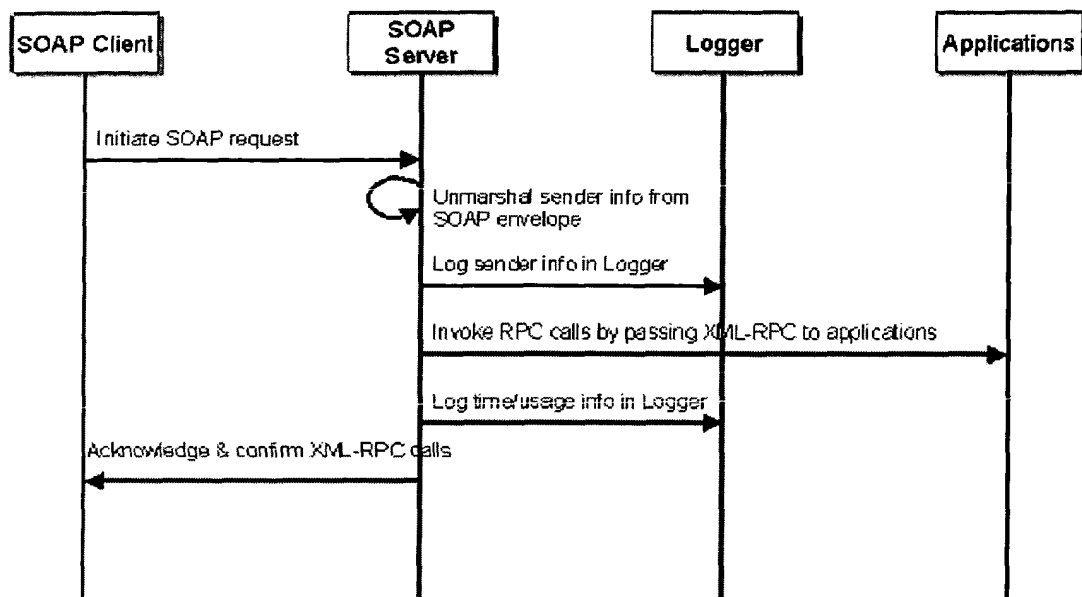 SOAP Client
SOAP
Server
Logger
Applications
Initiate SOAP request
Unmarshal sender info from
SOAP envelope
Log sender info in Logger
Invoke RPC calls by passing XML-RPC to applications
Log time/usage info in Logger
Acknowledge & confirm XML-RPC calls